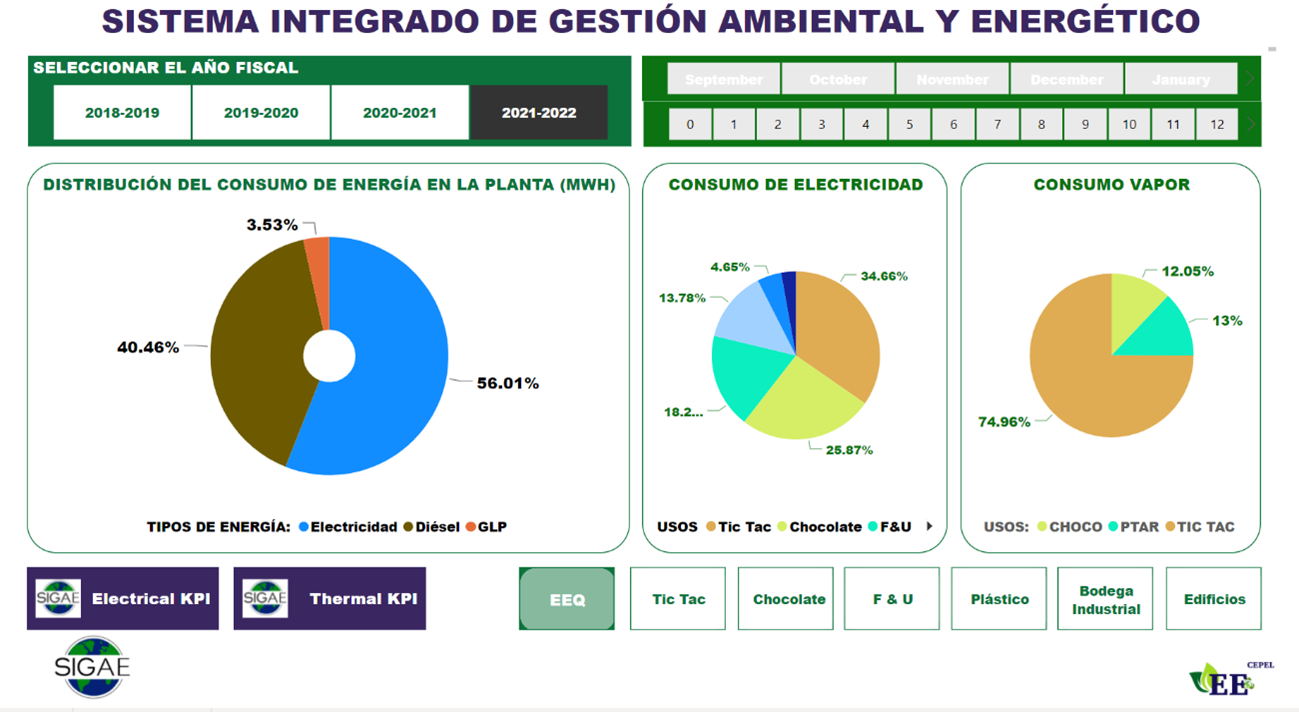 SISTEMA INTEGRADO DE GESTIÓN AMBIENTAL Y ENERGÉTICO
SELECCIONAR EL AÑO FISCAL
2018-2019 2019-2020 2020-2021 2021-2022
September October November December January
0 1 2 3 4 5 6 7 8 9 10 11 12
DISTRIBUCIÓN DEL CONSUMO DE ENERGÍA EN LA PLANTA (MWH)
3.53%
40.46%
56.01%
TIPOS DE ENERGÍA: Electricidad Diésel GLP
CONSUMO DE ELECTRICIDAD
4.65%
34.66%
13.78%
18.2...
25.87%
USOS Tic Tac Chocolate F&U
CONSUMO VAPOR
12.05%
13%
74.96%
USOS: CHOCO PTAR TIC TAC
SIGAE Electrical KPI
SIGAE Thermal KPI
EEQ
Tic Tac
Chocolate
F & U
Plástico
Bodega
Industrial
Edificios
SIGAE
CEPEL
EE